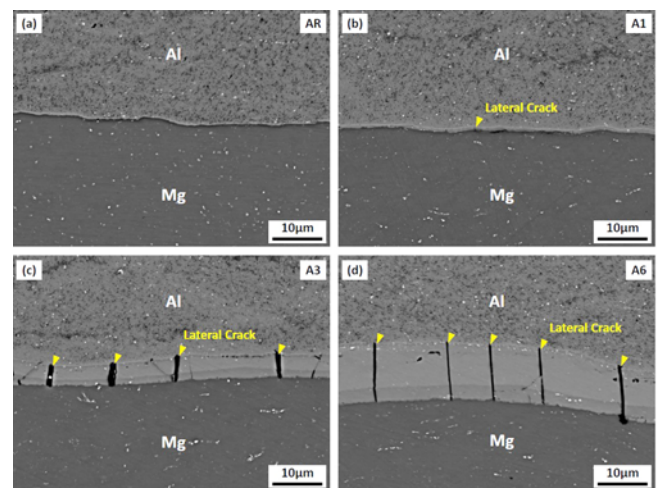 (a)
AR
Al
Mg
10μm
(b)
A1
Al
Lateral Crack
Mg
10μm
(c)
A3
Al
Lateral Crack
Mg
10μm
(d)
A6
Al
Lateral Crack
Mg
10μm